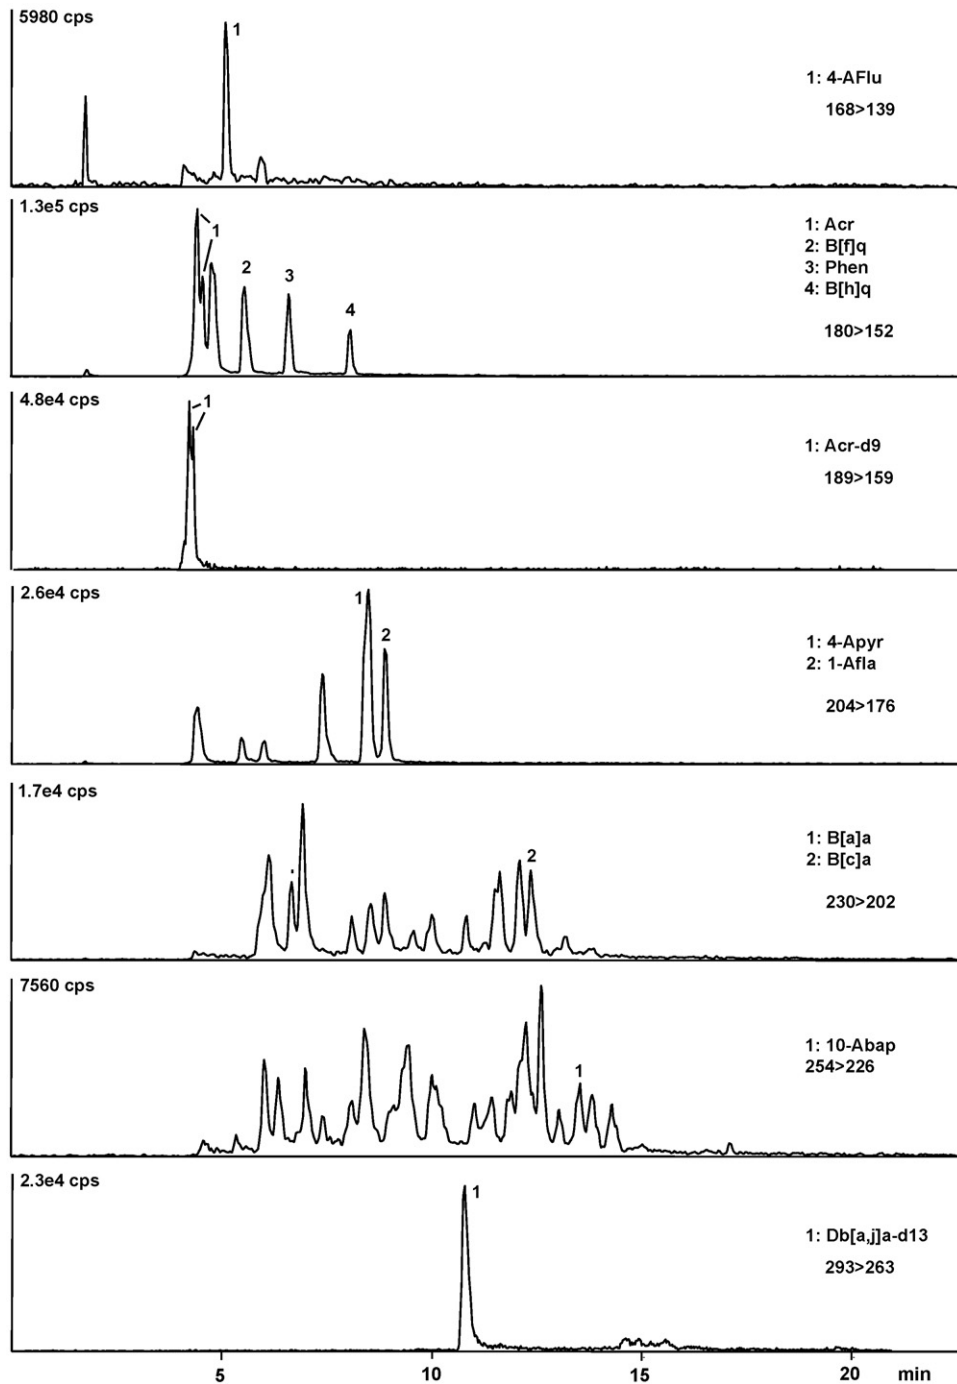 5980 cps
1
1: 4-AFlu
168>139
1.3e5 cps
1
2
3
4
1: Acr
2: B[f]q
3: Phen
4: B[h]q
180>152
4.8e4 cps
1
1: Acr-d9
189>159
2.6e4 cps
1
2
1: 4-Apyr
2: 1-Afla
204>176
1.7e4 cps
2
1: B[a]a
2: B[c]a
230>202
7560 cps
1
1: 10-Abap
254>226
2.3e4 cps
1
1: Db[a,j]a-d13
293>263
5 10 15 20 min